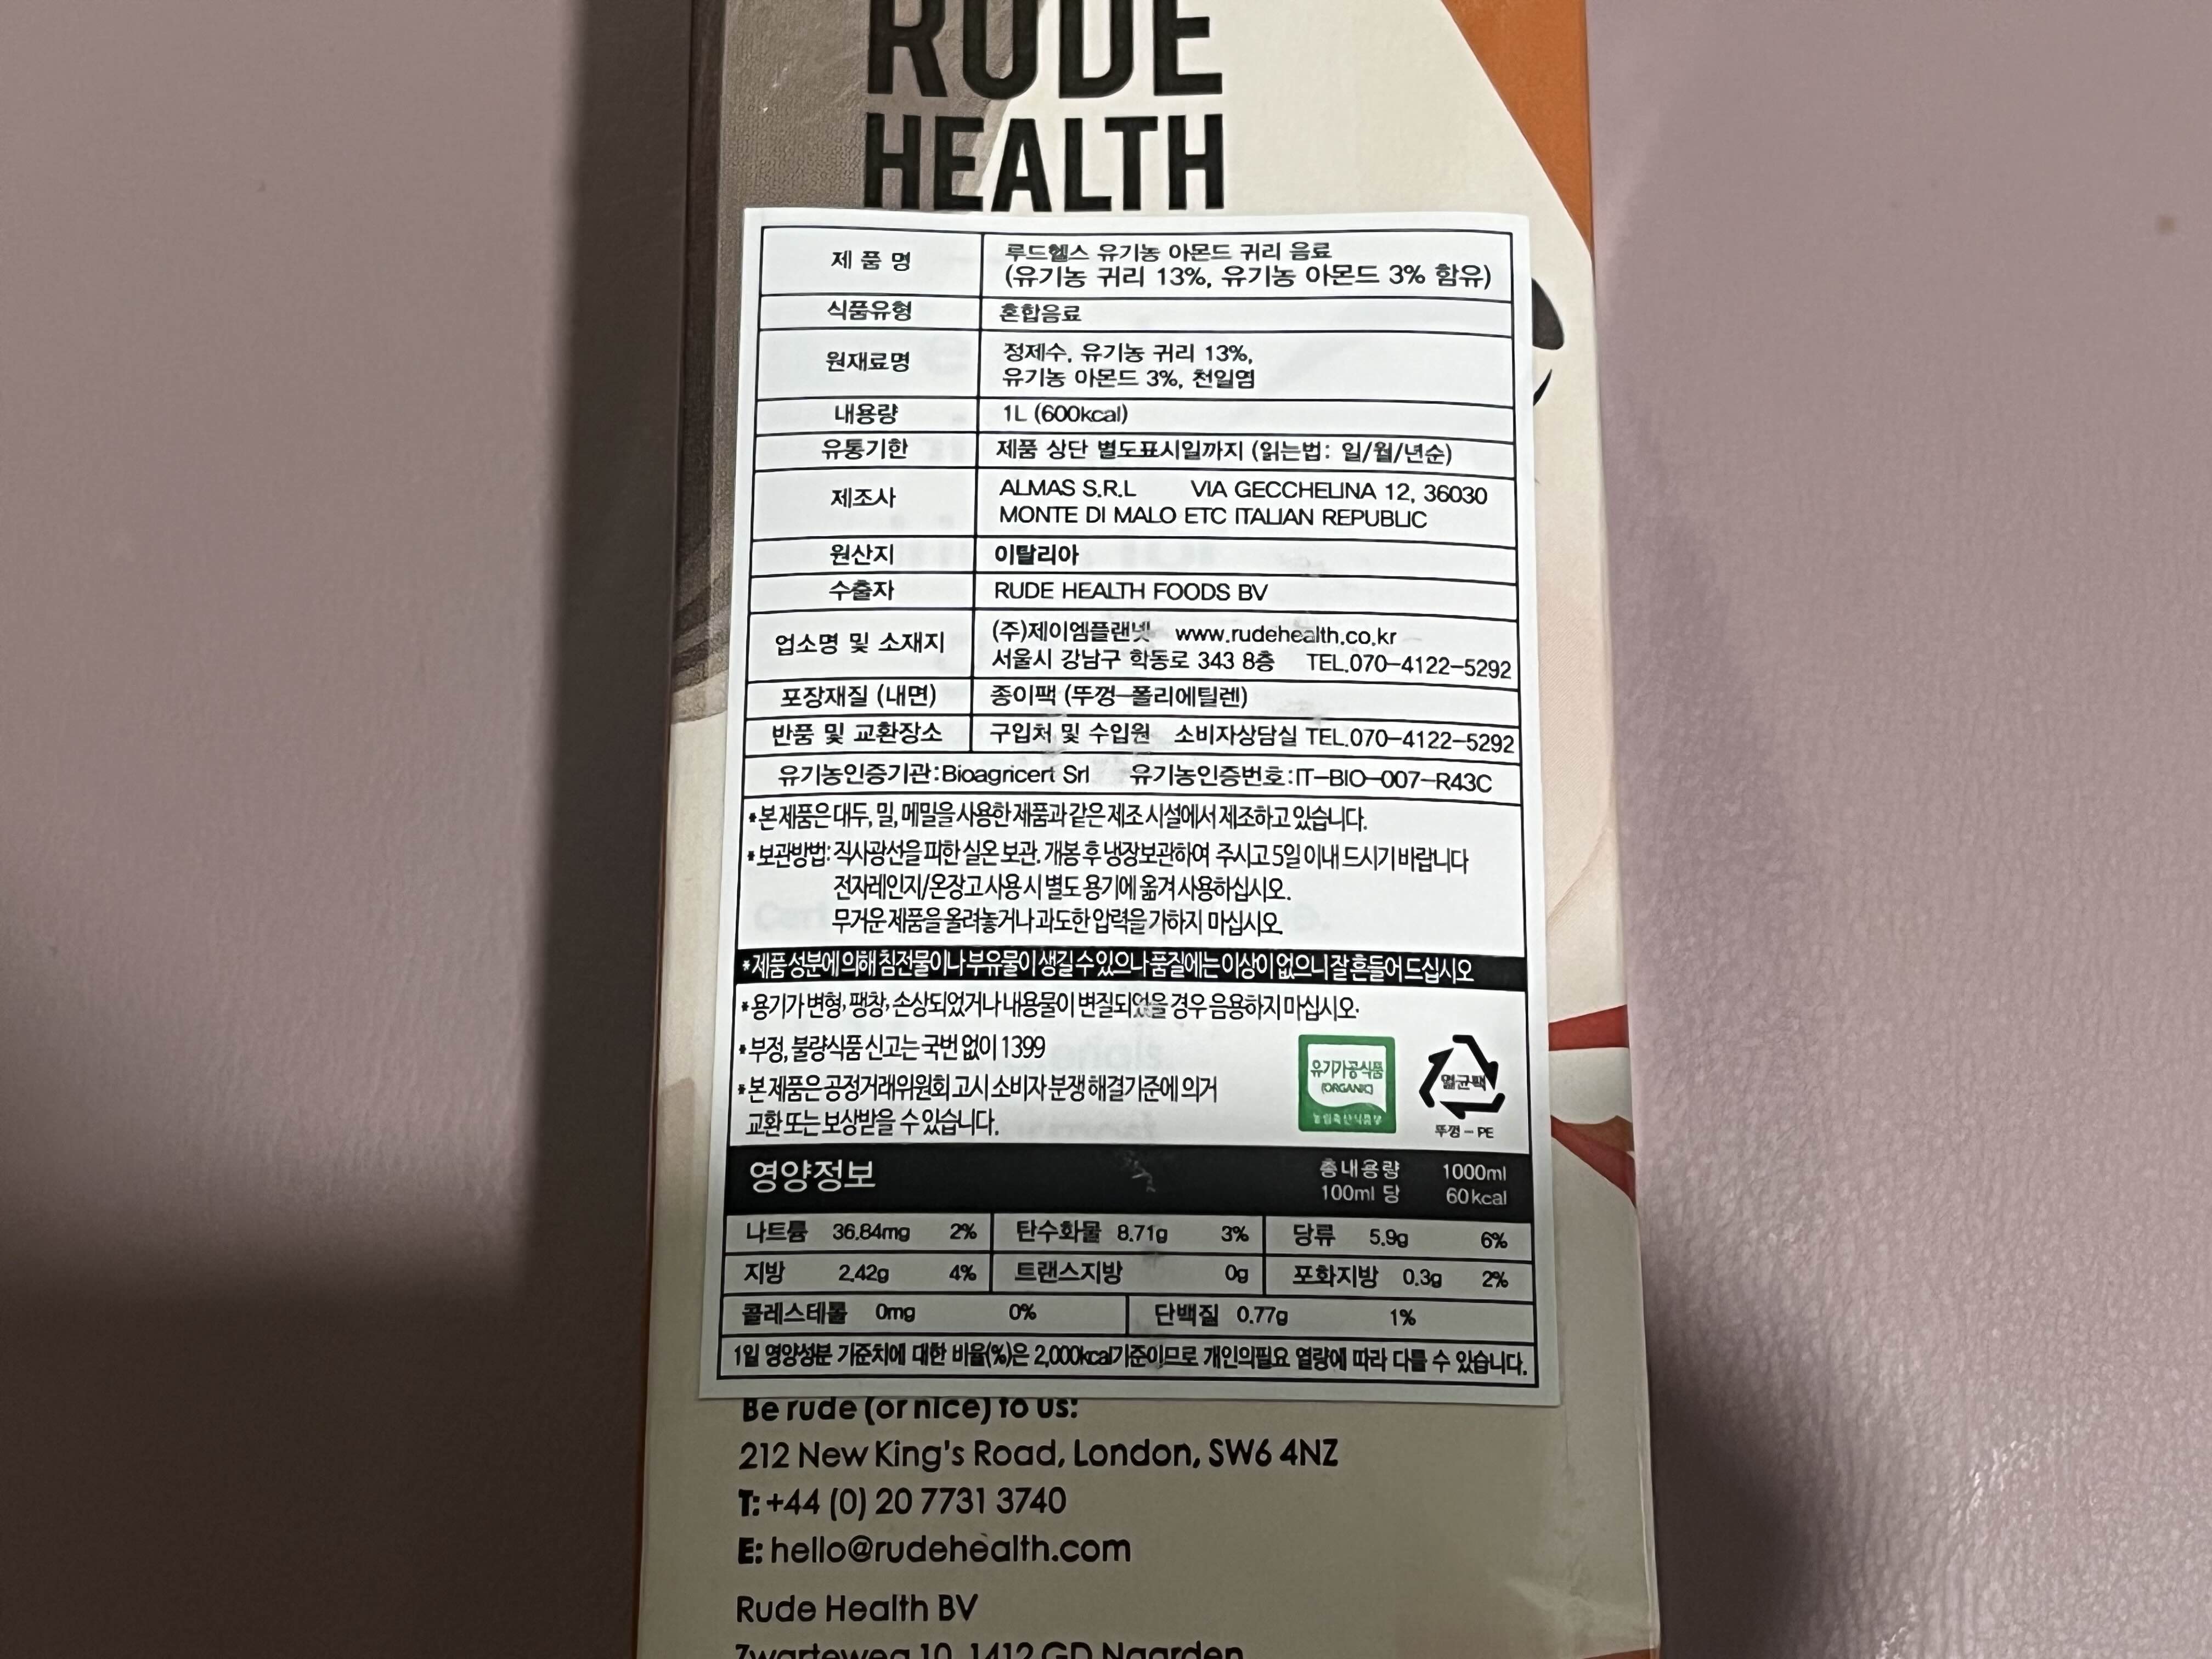 RUDE
HEALTH
제 품 명
루드헬스 유기농 아몬드 귀리 음료
(유기농 귀리 13%, 유기농 아몬드 3% 함유)
식품유형
혼합음료
원재료명
정제수, 유기농 귀리 13%,
유기농 아몬드 3%, 천일염
내용량
1L (600kcal)
유통기한
제품 상단 별도표시일까지 (읽는법: 일/월/년순)
제조사
ALMAS S.R.L VIA GECCHELINA 12, 36030
MONTE DI MALO ETC ITALIAN REPUBLIC
원산지
이탈리아
수출자
RUDE HEALTH FOODS BV
업소명 및 소재지
(주)제이엠플랜넷 www.rudehealth.co.kr
서울시 강남구 학동로 343 8층 TEL.070-4122-5292
포장재질 (내면)
종이팩 (뚜껑-폴리에틸렌)
반품 및 교환장소
구입처 및 수입원 소비자상담실 TEL.070-4122-5292
유기농인증기관:Bioagricert Srl 유기농인증번호:IT-BIO-007-R43C
*본 제품은 대두, 밀, 메밀을 사용한 제품과 같은 제조 시설에서 제조하고 있습니다.
*보관방법: 직사광선을 피한 실온 보관. 개봉 후 냉장보관하여 주시고 5일 이내 드시기 바랍니다
전자레인지/온장고 사용 시 별도 용기에 옮겨 사용하십시오.
무거운 제품을 올려놓거나 과도한 압력을 가하지 마십시오.
*제품 성분에 의해 침전물이나 부유물이 생길 수 있으나 품질에는 이상이 없으니 잘 흔들어 드십시오
*용기가 변형, 팽창, 손상되었거나 내용물이 변질되었을 경우 음용하지 마십시오.
*부정, 불량식품 신고는 국번 없이 1399
*본 제품은 공정거래위원회 고시 소비자 분쟁 해결기준에 의거
교환 또는 보상받을 수 있습니다.
유기가공식품
(ORGANIC)
농림축산식품부
멸균팩
뚜껑-PE
영양정보
총내용량 1000ml
100ml 당 60kcal
나트륨 36.84mg 2% 탄수화물 8.71g 3% 당류 5.9g 6%
지방 2.42g 4% 트랜스지방 0g 포화지방 0.3g 2%
콜레스테롤 0mg 0% 단백질 0.77g 1%
1일 영양성분 기준치에 대한 비율(%)은 2,000kcal기준이므로 개인의필요 열량에 따라 다를 수 있습니다.
Be rude (or nice) to us:
212 New King's Road, London, SW6 4NZ
T: +44 (0) 20 7731 3740
E: hello@rudehealth.com
Rude Health BV
Zwarteweg 10, 1412 GD Naarden